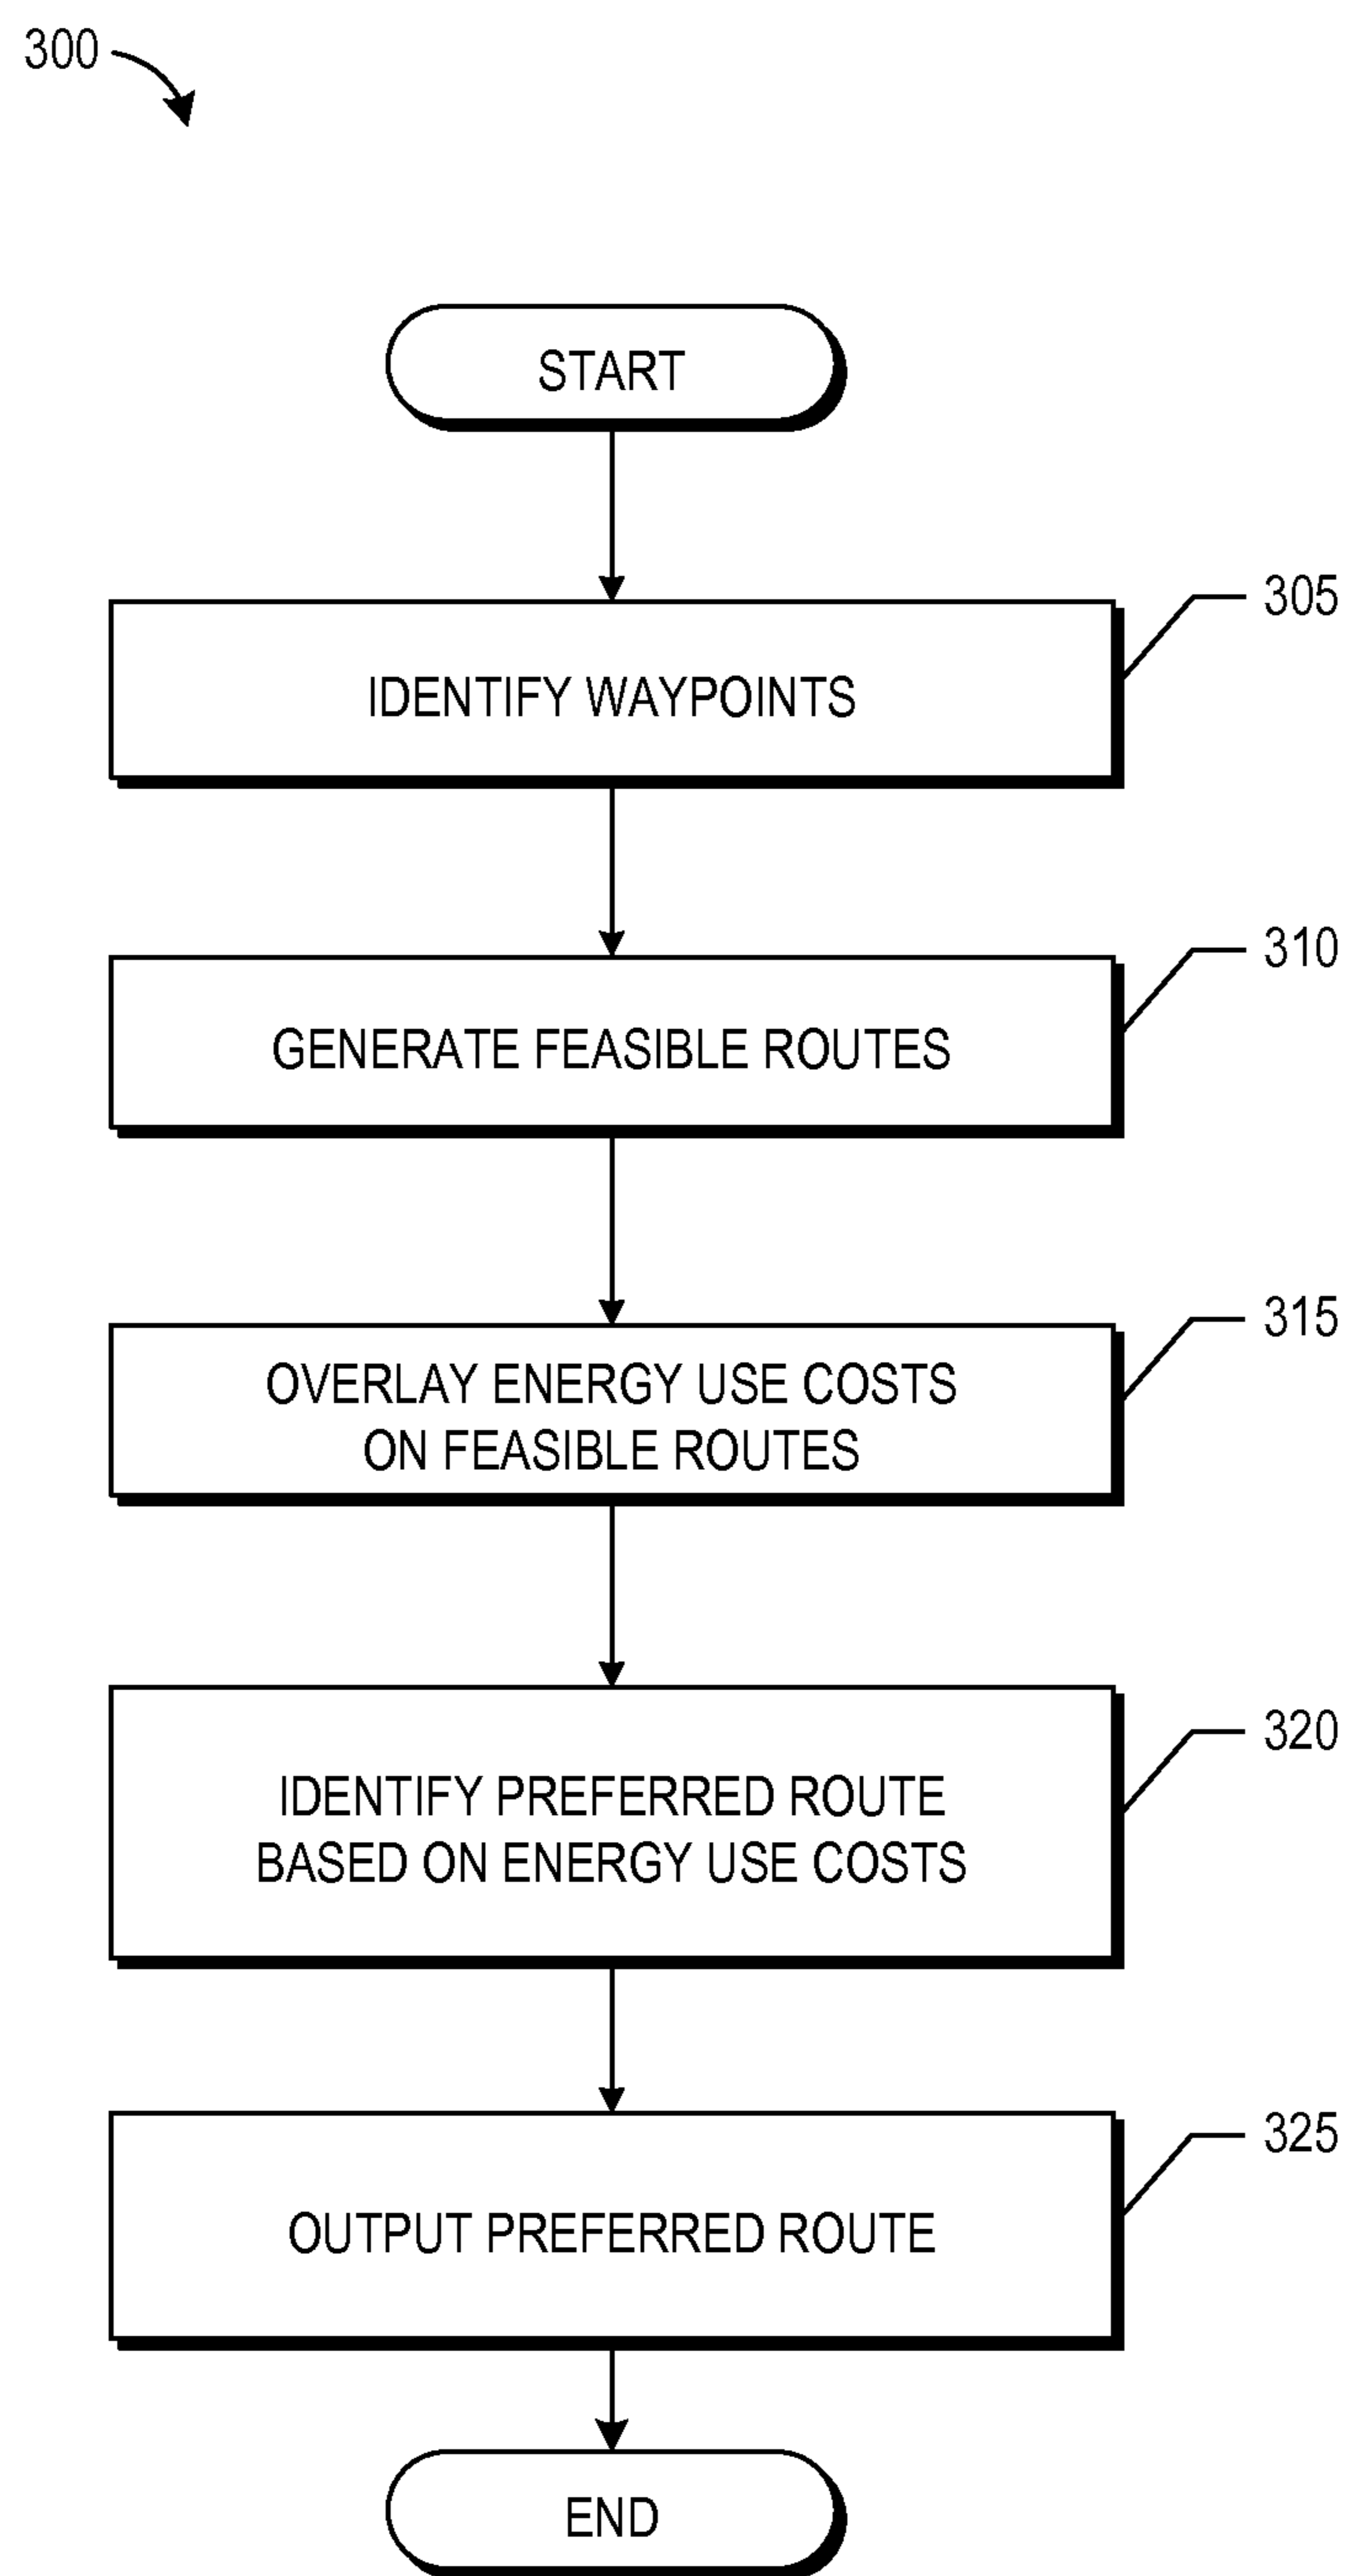 300
START
305
IDENTIFY WAYPOINTS
310
GENERATE FEASIBLE ROUTES
315
OVERLAY ENERGY USE COSTS
ON FEASIBLE ROUTES
320
IDENTIFY PREFERRED ROUTE
BASED ON ENERGY USE COSTS
325
OUTPUT PREFERRED ROUTE
END